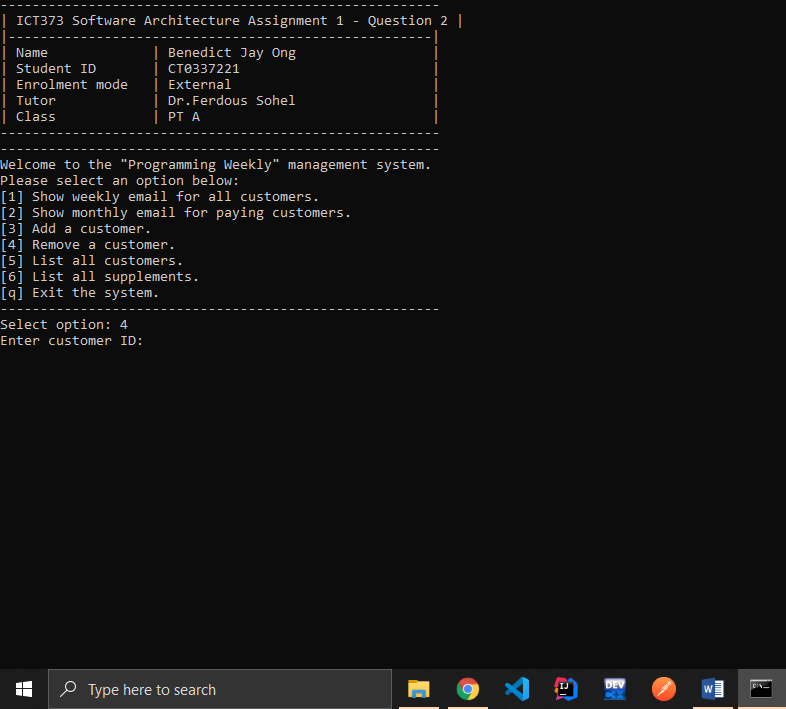 -------------------------------------------------------
| ICT373 Software Architecture Assignment 1 - Question 2 |
|-----------------------------------------------------|
| Name             | Benedict Jay Ong                 |
| Student ID       | CT0337221                        |
| Enrolment mode   | External                         |
| Tutor            | Dr.Ferdous Sohel                 |
| Class            | PT A                             |
-------------------------------------------------------
-------------------------------------------------------
Welcome to the "Programming Weekly" management system.
Please select an option below:
[1] Show weekly email for all customers.
[2] Show monthly email for paying customers.
[3] Add a customer.
[4] Remove a customer.
[5] List all customers.
[6] List all supplements.
[q] Exit the system.
-------------------------------------------------------
Select option: 4
Enter customer ID:
Type here to search
IJ
DEV
W